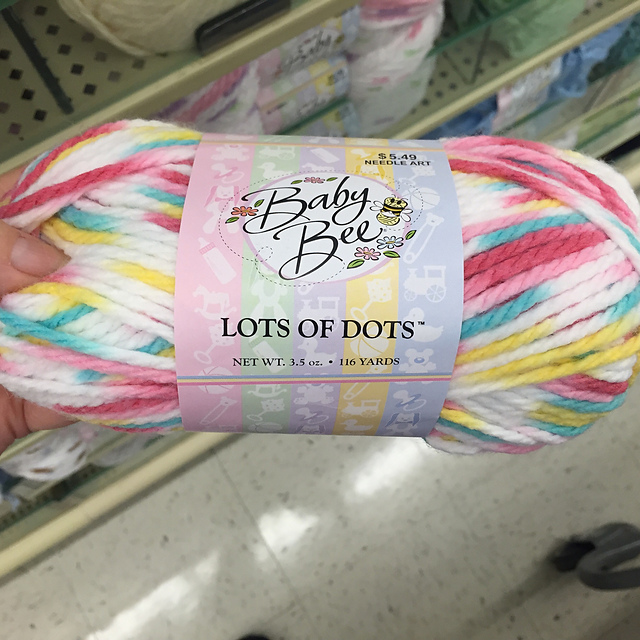 $5.49
NEEDLE ART
Baby
Bee
LOTS OF DOTS™
NET WT. 3.5 oz. • 116 YARDS